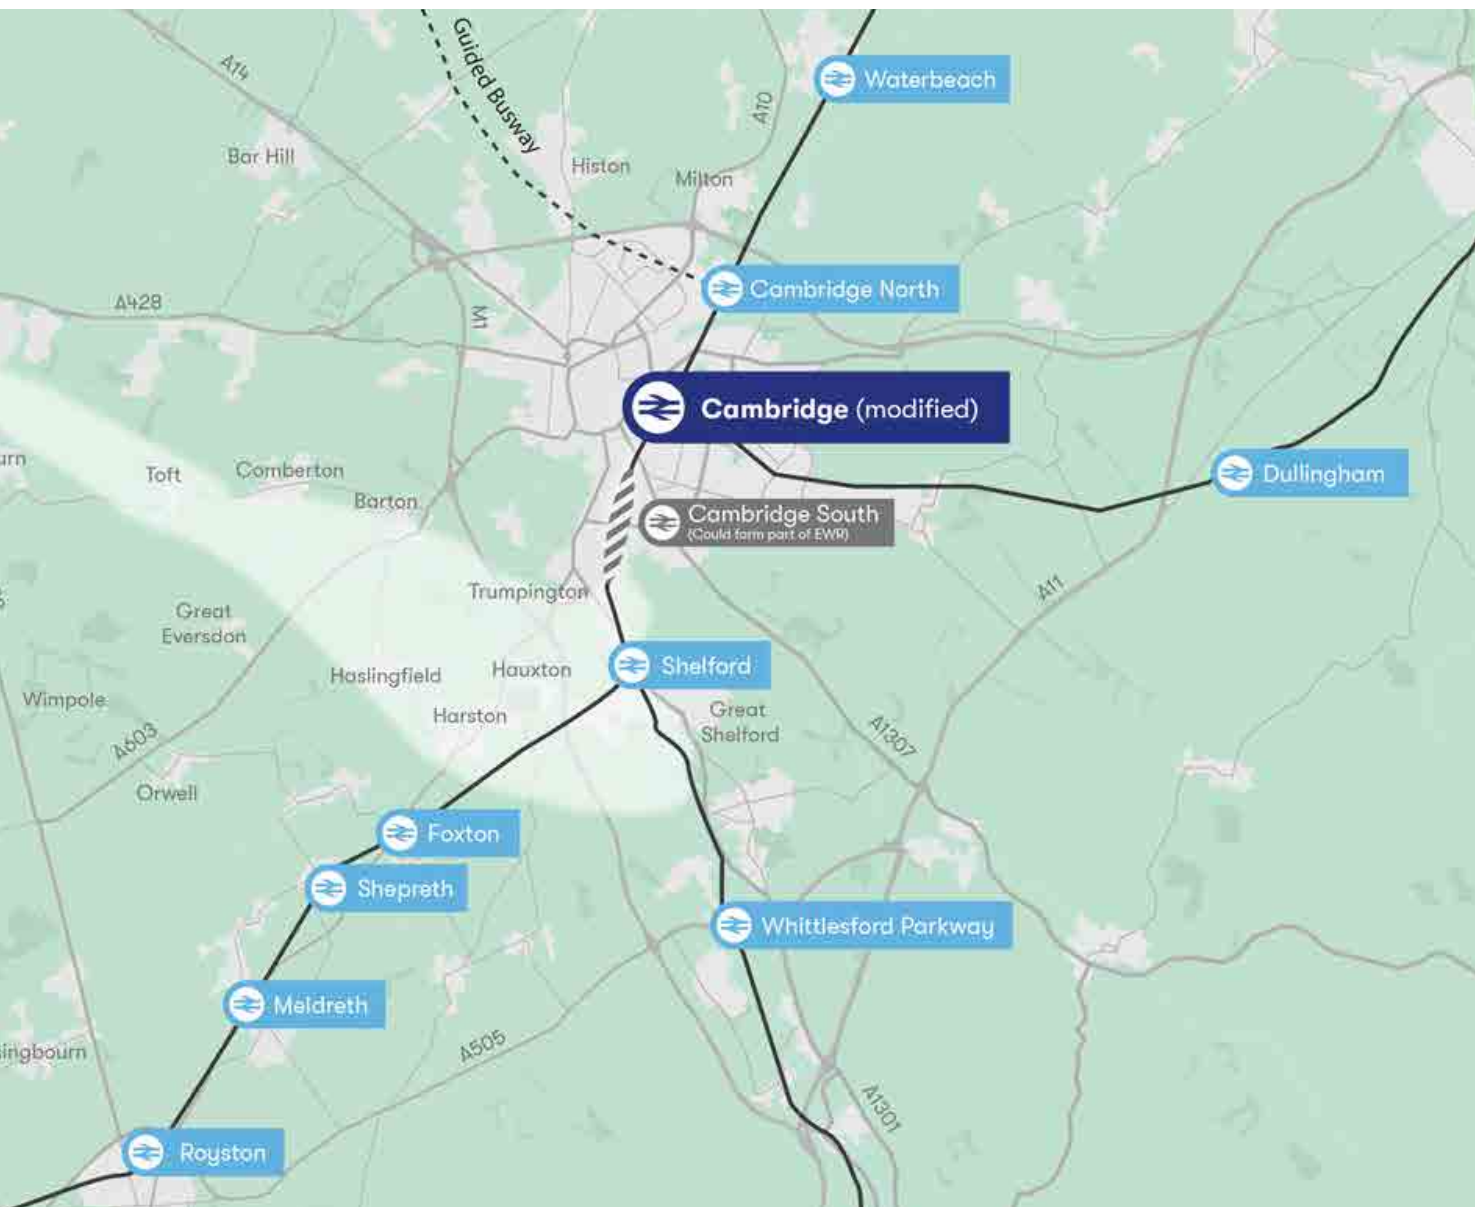 Guided Busway
A14
Waterbeach
A10
Bar Hill
Histon
Milton
Cambridge North
A428
M1
Cambridge (modified)
Toft
Comberton
Barton
Dullingham
Cambridge South
(Could form part of EWR)
Trumpington
A11
Great
Eversdon
Haslingfield
Hauxton
Shelford
Wimpole
Harston
Great
Shelford
A603
A1307
Orwell
Foxton
Shepreth
Whittlesford Parkway
Meldreth
A505
ingbourn
A1301
Royston